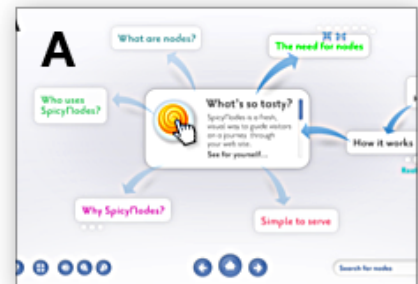 A
What are nodes?
The need for nodes
Who uses
SpicyNodes?
What's so tasty?
SpicyNodes is a fresh,
visual way to guide visitors
on a journey through
your web site.
See for yourself...
How it works
Why SpicyNodes?
Simple to serve
Search for nodes